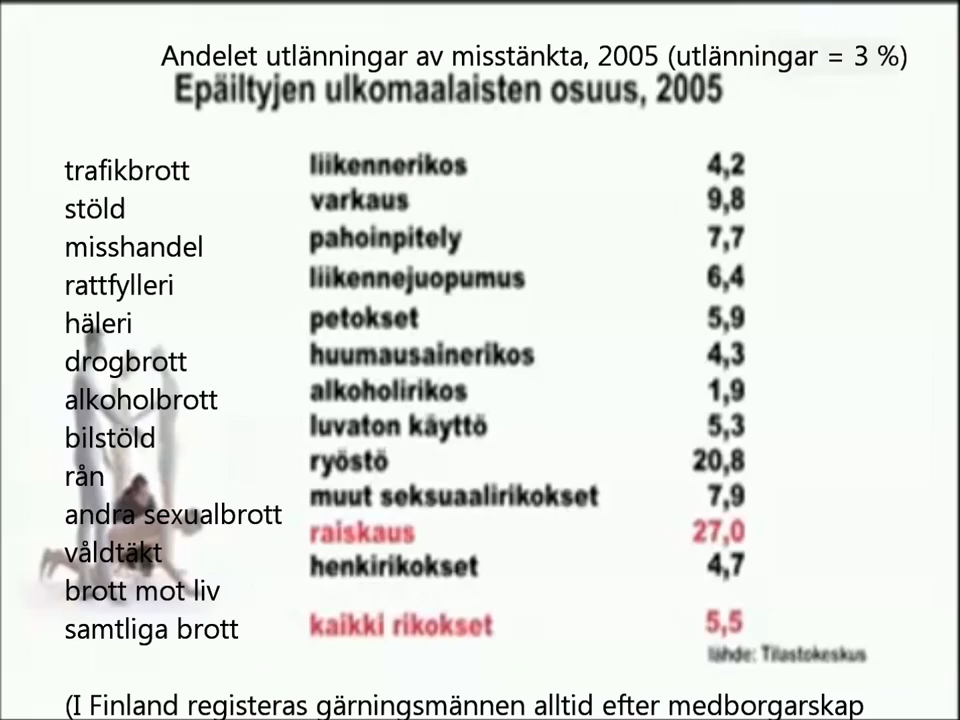 Andelet utlänningar av misstänkta, 2005 (utlänningar = 3 %)
Epäiltyjen ulkomaalaisten osuus, 2005
trafikbrott liikennerikos 4,2
stöld varkaus 9,8
misshandel pahoinpitely 7,7
rattfylleri liikennejuopumus 6,4
häleri petokset 5,9
drogbrott huumausainerikos 4,3
alkoholbrott alkoholirikos 1,9
bilstöld luvaton käyttö 5,3
rån ryöstö 20,8
andra sexualbrott muut seksuaalirikokset 7,9
våldtäkt raiskaus 27,0
brott mot liv henkirikokset 4,7
samtliga brott kaikki rikokset 5,5
lähde: Tilastokeskus
(I Finland registeras gärningsmännen alltid efter medborgarskap